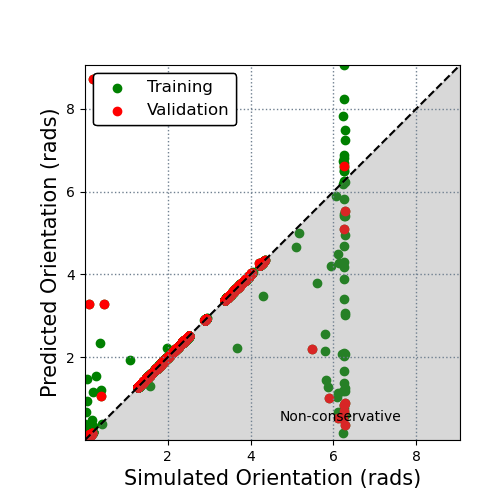 Training
Validation
8
6
4
2
Predicted Orientation (rads)
Non-conservative
2
4
6
8
Simulated Orientation (rads)